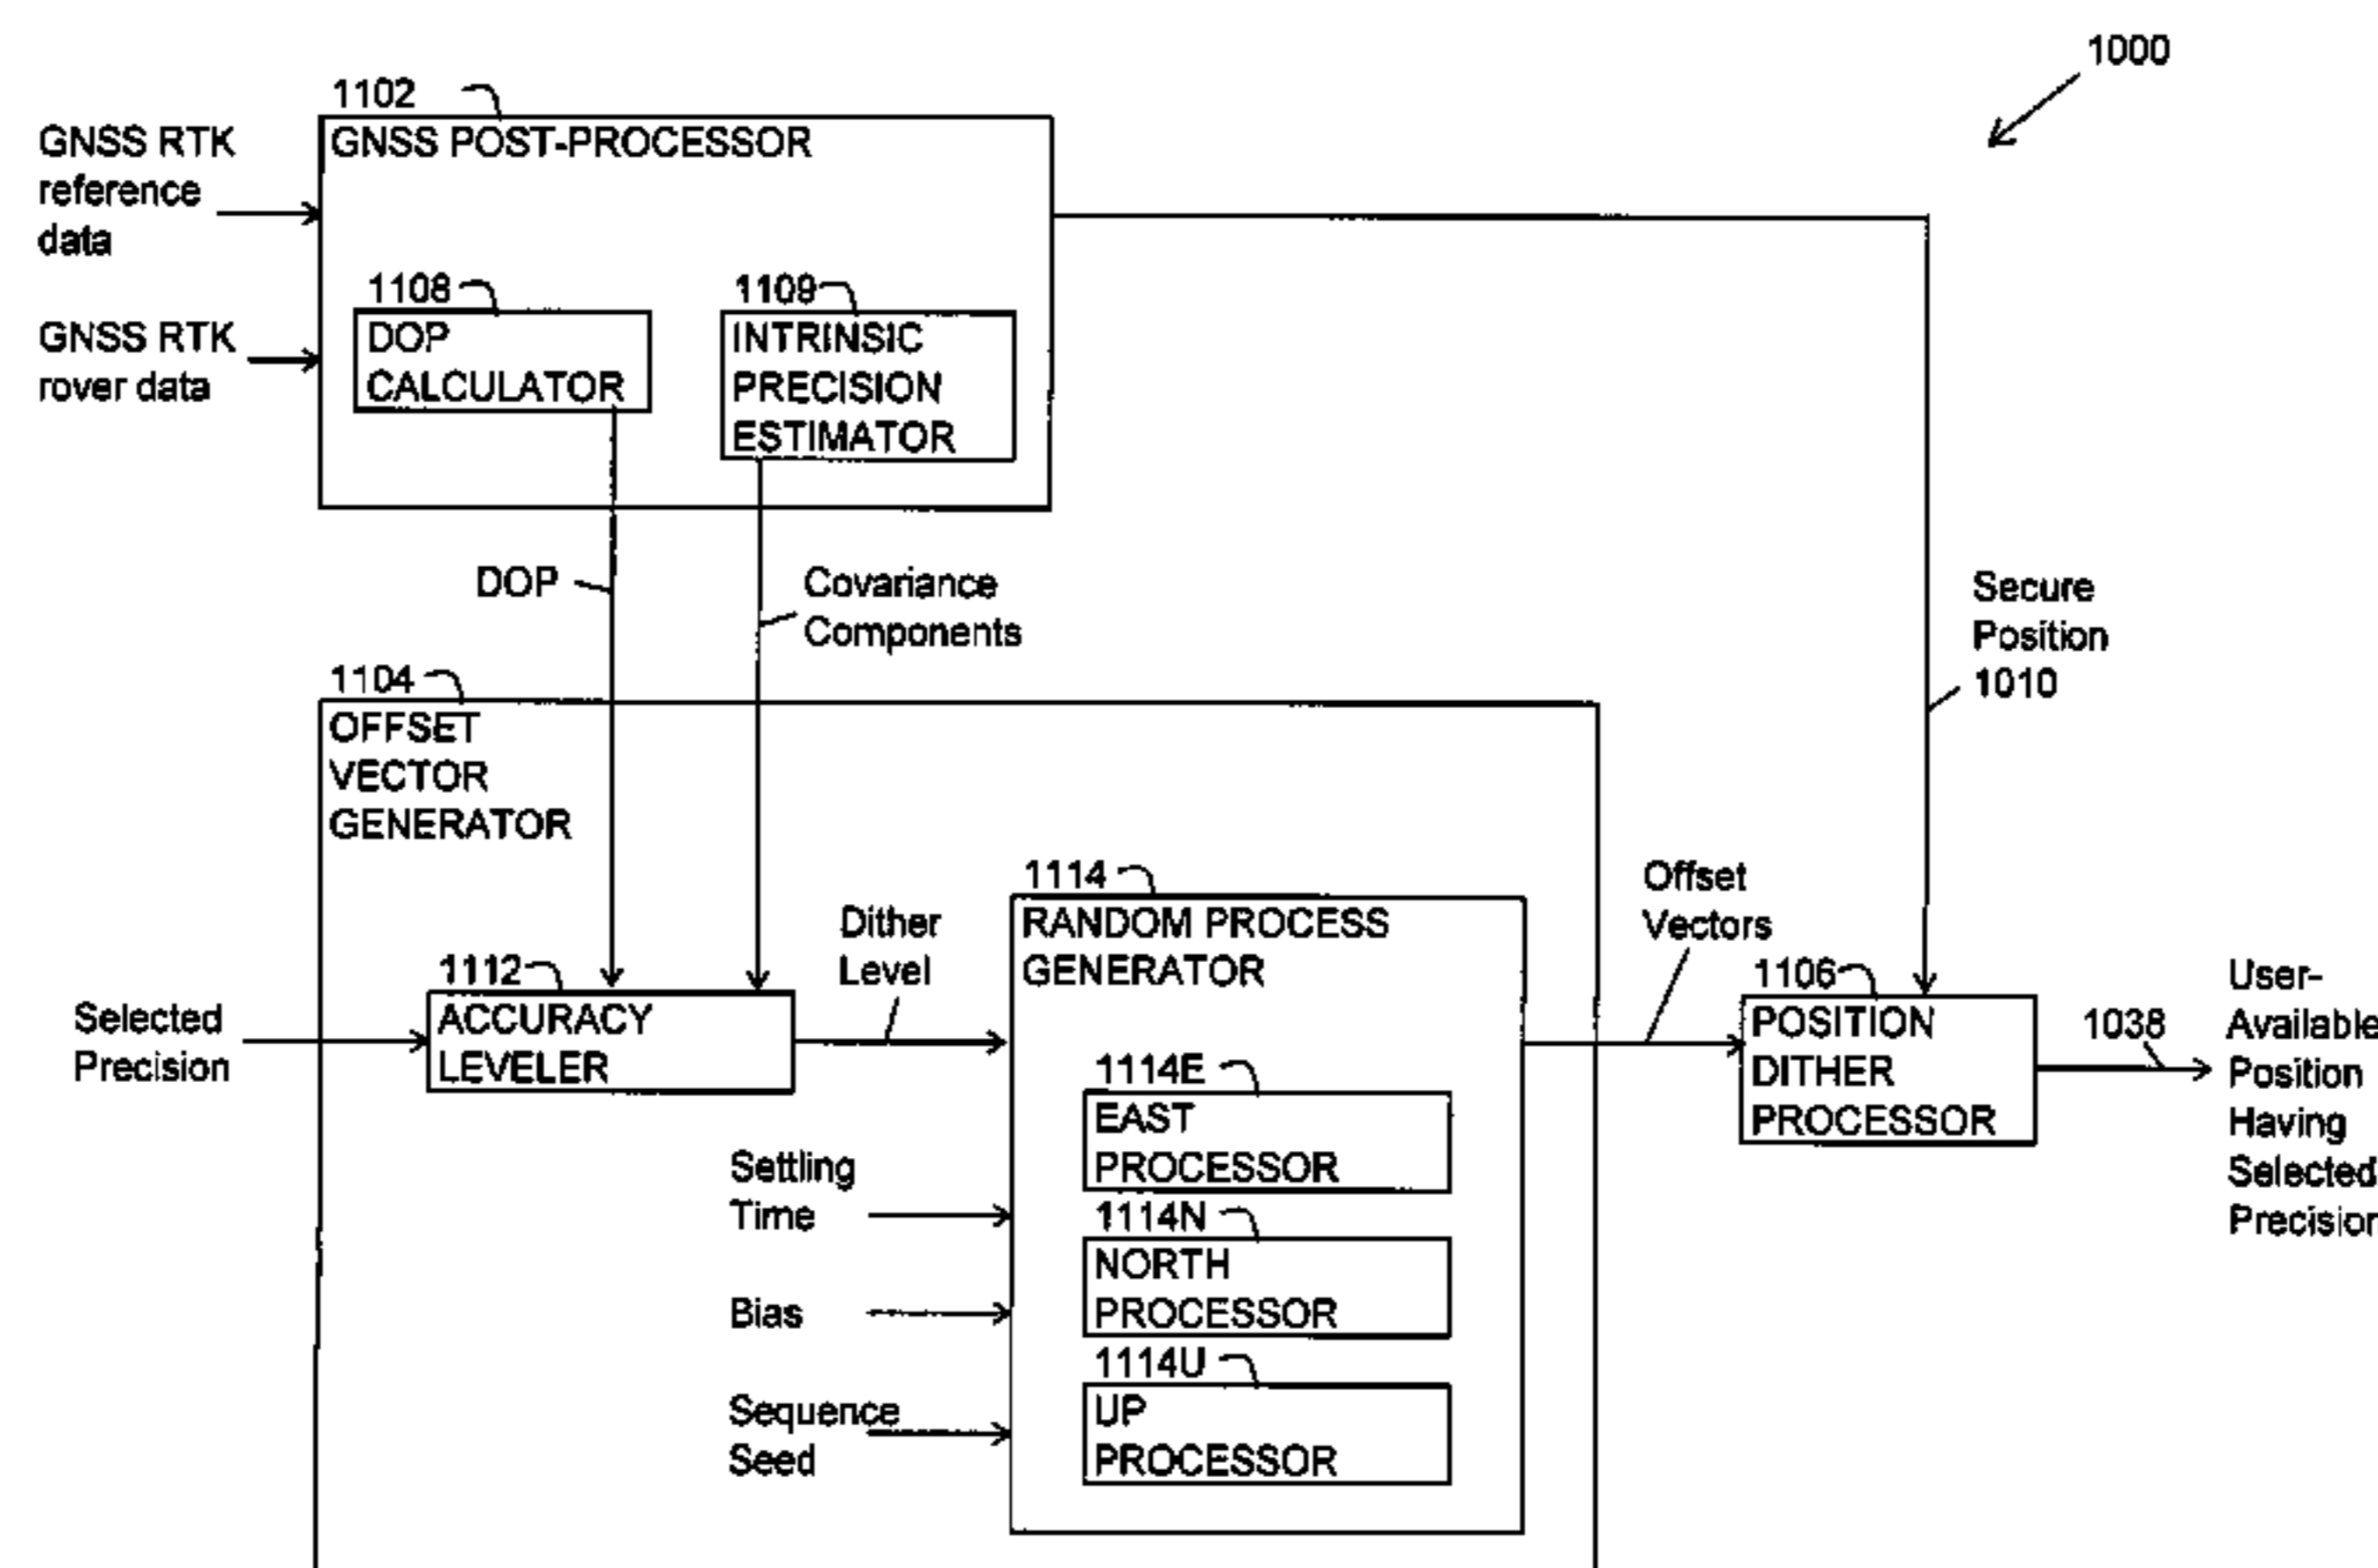 1000
1102
GNSS RTK
reference
data
GNSS POST-PROCESSOR
GNSS RTK
rover data
1108
DOP
CALCULATOR
1109
INTRINSIC
PRECISION
ESTIMATOR
DOP
Covariance
Components
Secure
Position
1010
1104
OFFSET
VECTOR
GENERATOR
Selected
Precision
1112
ACCURACY
LEVELER
Dither
Level
1114
RANDOM PROCESS
GENERATOR
1114E
EAST
PROCESSOR
1114N
NORTH
PROCESSOR
1114U
UP
PROCESSOR
Settling
Time
Bias
Sequence
Seed
Offset
Vectors
1106
POSITION
DITHER
PROCESSOR
1038
User-
Available
Position
Having
Selected
Precision